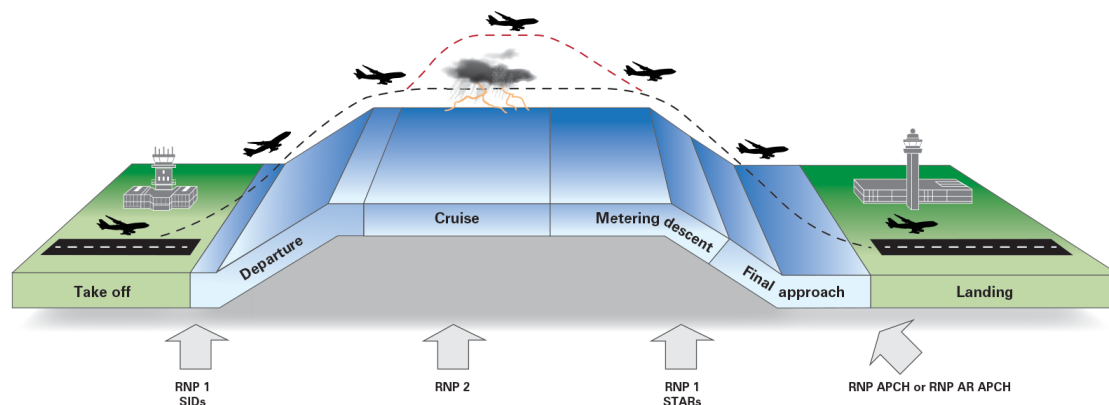 Take off
Departure
Cruise
Metering descent
Final approach
Landing
RNP 1
SIDs
RNP 2
RNP 1
STARs
RNP APCH or RNP AR APCH